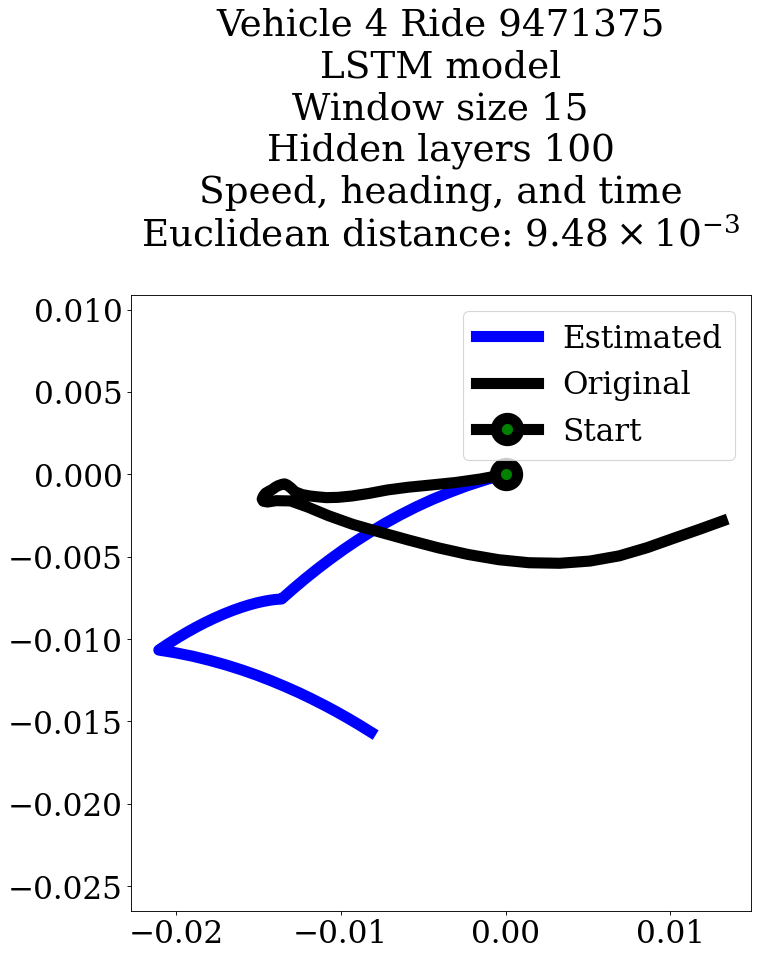 Vehicle 4 Ride 9471375
LSTM model
Window size 15
Hidden layers 100
Speed, heading, and time
Euclidean distance: 9.48 × 10⁻³
Estimated
Original
Start
0.010
0.005
0.000
−0.005
−0.010
−0.015
−0.020
−0.025
−0.02
−0.01
0.00
0.01